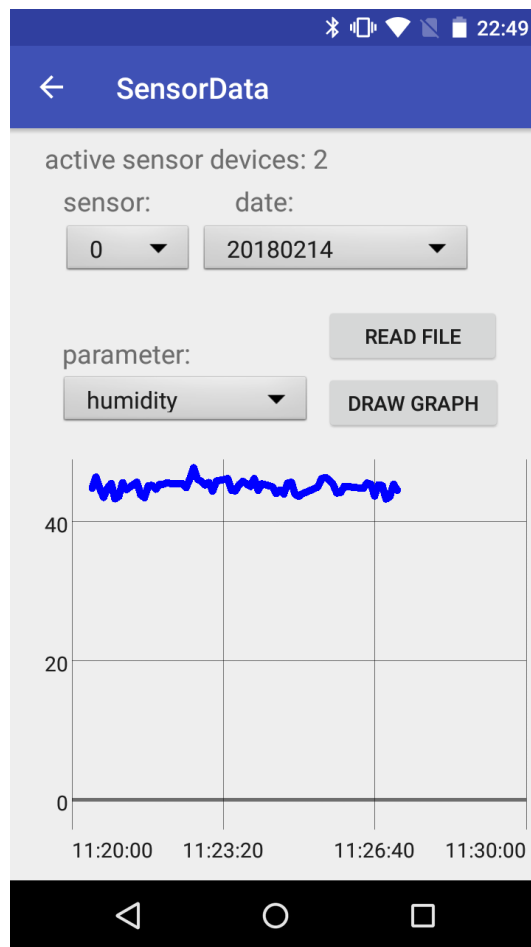 22:49
SensorData
active sensor devices: 2
sensor: date:
0 20180214
READ FILE
parameter:
humidity
DRAW GRAPH
40
20
0
11:20:00 11:23:20 11:26:40 11:30:00